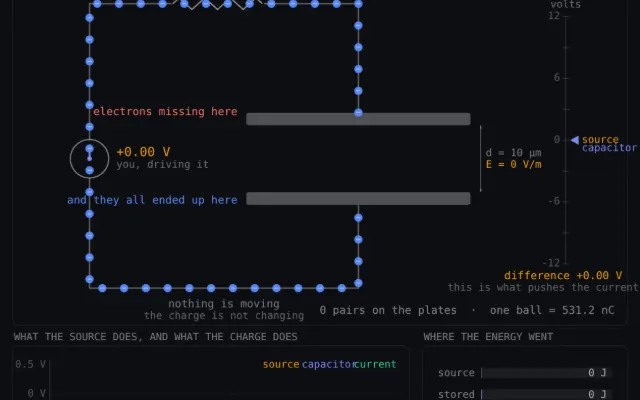 volts
12
6
electrons missing here
0
source
capacitor
+0.00 V
you, driving it
d = 10 µm
E = 0 V/m
and they all ended up here
-6
-12
difference +0.00 V
this is what pushes the current
nothing is moving
the charge is not changing
0 pairs on the plates · one ball = 531.2 nC
WHAT THE SOURCE DOES, AND WHAT THE CHARGE DOES
WHERE THE ENERGY WENT
0.5 V
source capacitor current
source 0 J
0 V
stored 0 J